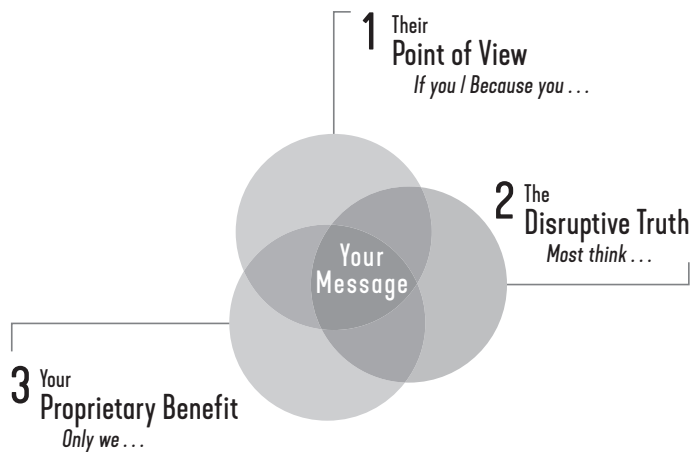 1 Their
Point of View
If you / Because you . . .
2 The
Disruptive Truth
Most think . . .
Your
Message
3 Your
Proprietary Benefit
Only we . . .